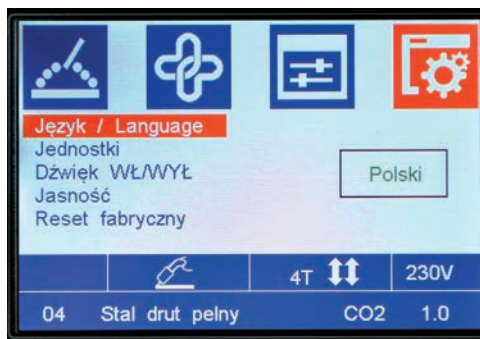 Język / Language
Jednostki
Dźwięk WŁ/WYŁ
Polski
Jasność
Reset fabryczny
4T 230V
04 Stal drut pelny CO2 1.0